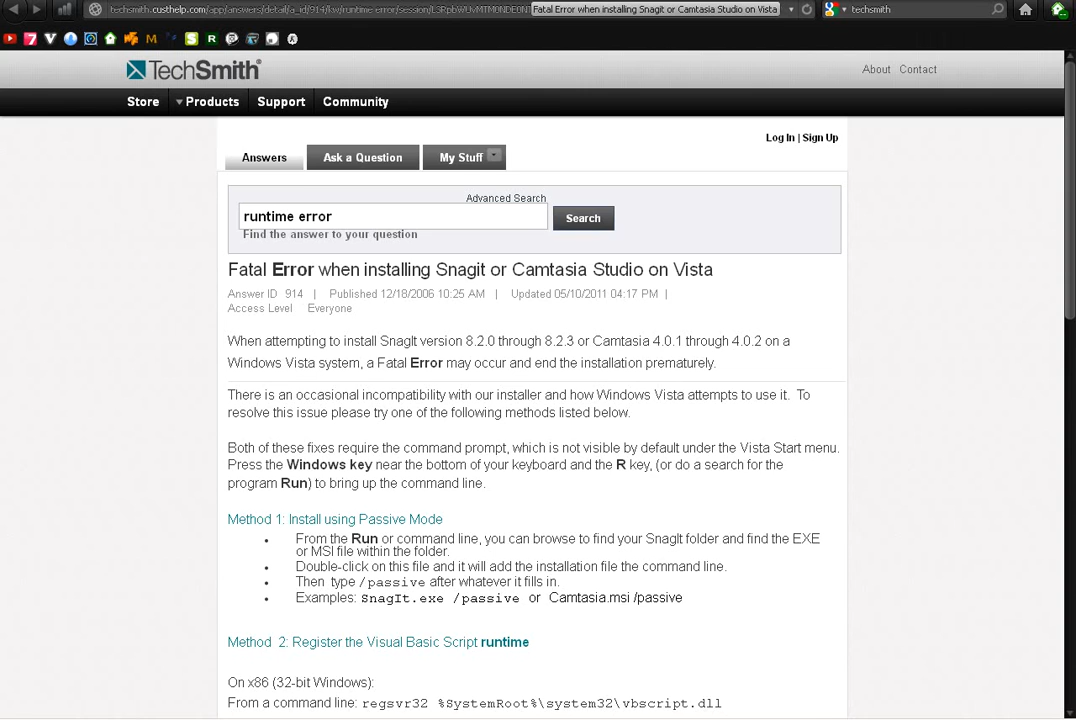 techsmith.custhelp.com/app/answers/detail/a_id/914/kw/runtime error/session/ Fatal Error when installing Snagit or Camtasia Studio on Vista techsmith
TechSmith
About Contact
Store Products Support Community
Log In | Sign Up
Answers Ask a Question My Stuff
Advanced Search
runtime error Search
Find the answer to your question
Fatal Error when installing Snagit or Camtasia Studio on Vista
Answer ID 914 | Published 12/18/2006 10:25 AM | Updated 05/10/2011 04:17 PM |
Access Level Everyone
When attempting to install SnagIt version 8.2.0 through 8.2.3 or Camtasia 4.0.1 through 4.0.2 on a
Windows Vista system, a Fatal Error may occur and end the installation prematurely.
There is an occasional incompatibility with our installer and how Windows Vista attempts to use it. To
resolve this issue please try one of the following methods listed below.
Both of these fixes require the command prompt, which is not visible by default under the Vista Start menu.
Press the Windows key near the bottom of your keyboard and the R key, (or do a search for the
program Run) to bring up the command line.
Method 1: Install using Passive Mode
• From the Run or command line, you can browse to find your SnagIt folder and find the EXE
or MSI file within the folder.
• Double-click on this file and it will add the installation file the command line.
• Then type /passive after whatever it fills in.
• Examples: SnagIt.exe /passive or Camtasia.msi /passive
Method 2: Register the Visual Basic Script runtime
On x86 (32-bit Windows):
From a command line: regsvr32 %SystemRoot%\system32\vbscript.dll